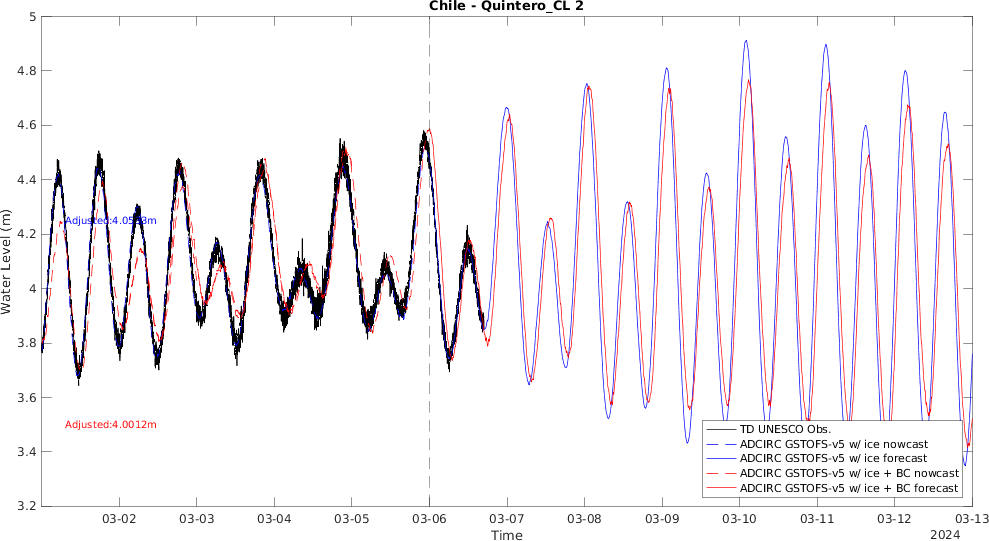 Chile - Quintero_CL 2
5
4.8
4.6
4.4
4.2
4
3.8
3.6
3.4
3.2
Water Level (m)
Adjusted:4.0012m
TD UNESCO Obs.
ADCIRC GSTOFS-v5 w/ ice nowcast
ADCIRC GSTOFS-v5 w/ ice forecast
ADCIRC GSTOFS-v5 w/ ice + BC nowcast
ADCIRC GSTOFS-v5 w/ ice + BC forecast
03-02 03-03 03-04 03-05 03-06 03-07 03-08 03-09 03-10 03-11 03-12 03-13
Time
2024